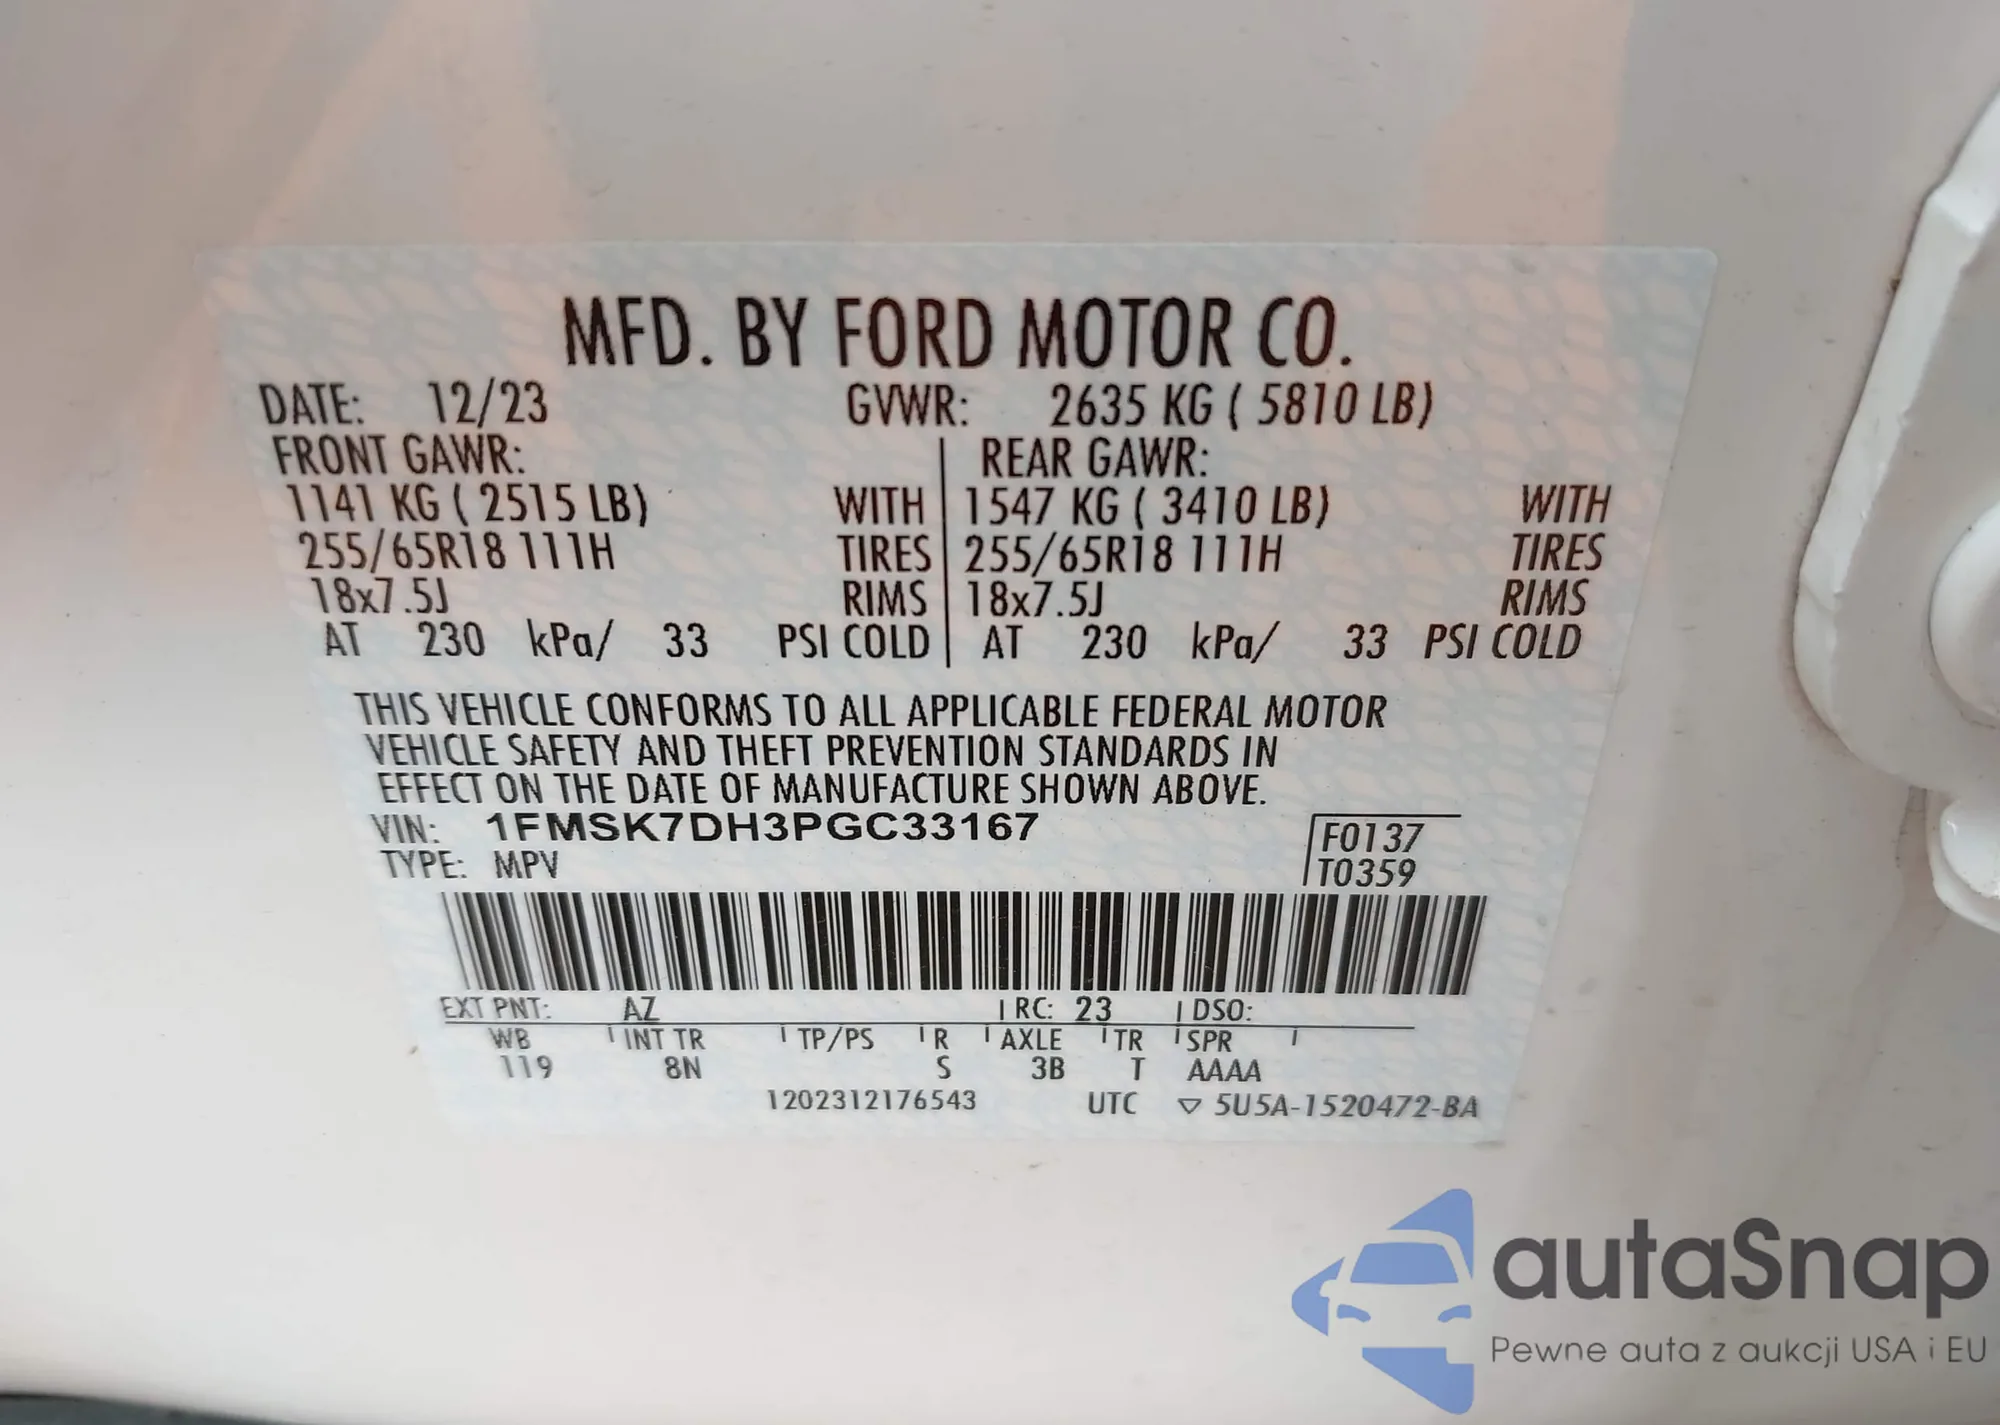 MFD. BY FORD MOTOR CO.
DATE: 12/23 GVWR: 2635 KG ( 5810 LB)
FRONT GAWR: REAR GAWR:
1141 KG ( 2515 LB) WITH 1547 KG ( 3410 LB) WITH
255/65R18 111H TIRES 255/65R18 111H TIRES
18x7.5J RIMS 18x7.5J RIMS
AT 230 kPa/ 33 PSI COLD AT 230 kPa/ 33 PSI COLD
THIS VEHICLE CONFORMS TO ALL APPLICABLE FEDERAL MOTOR
VEHICLE SAFETY AND THEFT PREVENTION STANDARDS IN
EFFECT ON THE DATE OF MANUFACTURE SHOWN ABOVE.
VIN: 1FMSK7DH3PGC33167 F0137
TYPE: MPV T0359
EXT PNT: AZ RC: 23 DSO:
WB INT TR TP/PS R AXLE TR SPR
119 8N S 3B T AAAA
1202312176543 UTC ▽ 5U5A-1520472-BA
autaSnap
Pewne auta z aukcji USA i EU